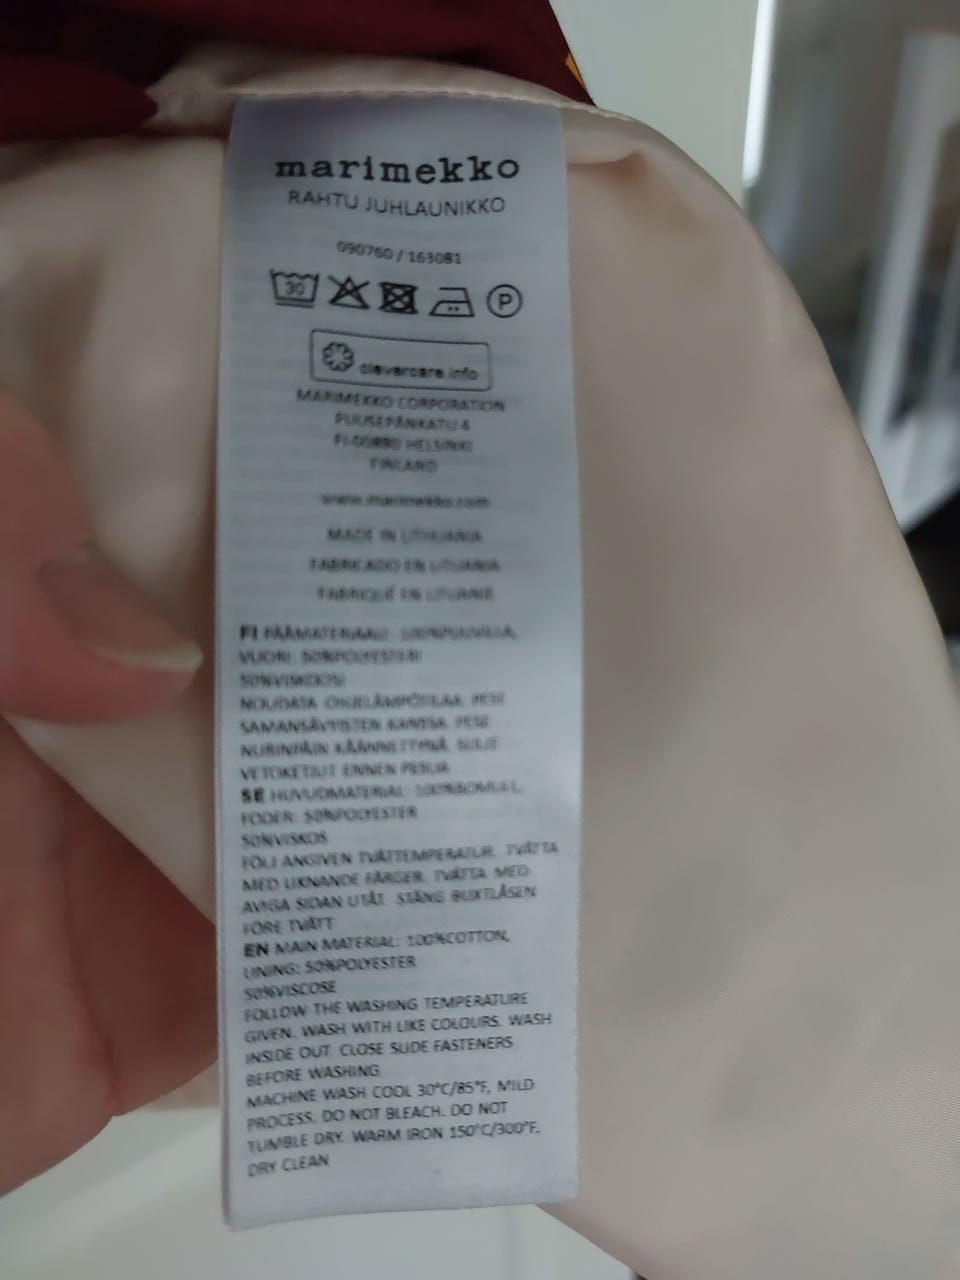 marimekko
RAHTU JUHLAUNIKKO
090760 / 163081
30
P
clevercare.info
MARIMEKKO CORPORATION
PUUSEPÄNKATU 4
FI-00880 HELSINKI
FINLAND
www.marimekko.com
MADE IN LITHUANIA
FABRICADO EN LITUANIA
FABRIQUÉ EN LITUANIE
FI PÄÄMATERIAALI: 100%PUUVILLA,
VUORI: 50%POLYESTERI
50%VISKOOSI
NOUDATA OHJELÄMPÖTILAA. PESE
SAMANSÄVYISTEN KANSSA. PESE
NURINPÄIN KÄÄNNETTYNÄ. SULJE
VETOKETJUT ENNEN PESUA
SE HUVUDMATERIAL: 100%BOMULL,
FODER: 50%POLYESTER
50%VISKOS
FÖLJ ANGIVEN TVÄTTEMPERATUR. TVÄTTA
MED LIKNANDE FÄRGER. TVÄTTA MED
AVIGA SIDAN UTÅT. STÄNG BLIXTLÅSEN
FÖRE TVÄTT
EN MAIN MATERIAL: 100%COTTON,
LINING: 50%POLYESTER
50%VISCOSE
FOLLOW THE WASHING TEMPERATURE
GIVEN. WASH WITH LIKE COLOURS. WASH
INSIDE OUT. CLOSE SLIDE FASTENERS
BEFORE WASHING
MACHINE WASH COOL 30°C/85°F, MILD
PROCESS. DO NOT BLEACH. DO NOT
TUMBLE DRY. WARM IRON 150°C/300°F.
DRY CLEAN